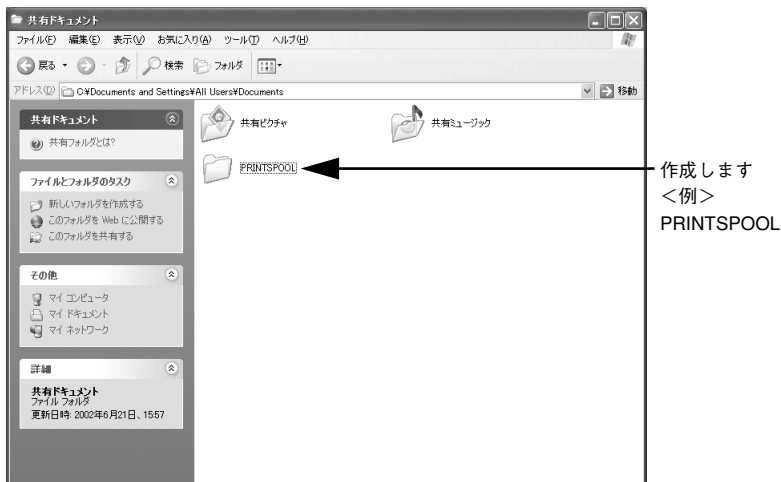 共有ドキュメント
ファイル(F) 編集(E) 表示(V) お気に入り(A) ツール(T) ヘルプ(H)
戻る 検索 フォルダ
アドレス(D) C:¥Documents and Settings¥All Users¥Documents 移動
共有ドキュメント
共有フォルダとは?
ファイルとフォルダのタスク
新しいフォルダを作成する
このフォルダを Web に公開する
このフォルダを共有する
その他
マイ コンピュータ
マイ ドキュメント
マイ ネットワーク
詳細
共有ドキュメント
ファイル フォルダ
更新日時: 2002年6月21日、15:57
共有ピクチャ 共有ミュージック
PRINTSPOOL
作成します
<例>
PRINTSPOOL